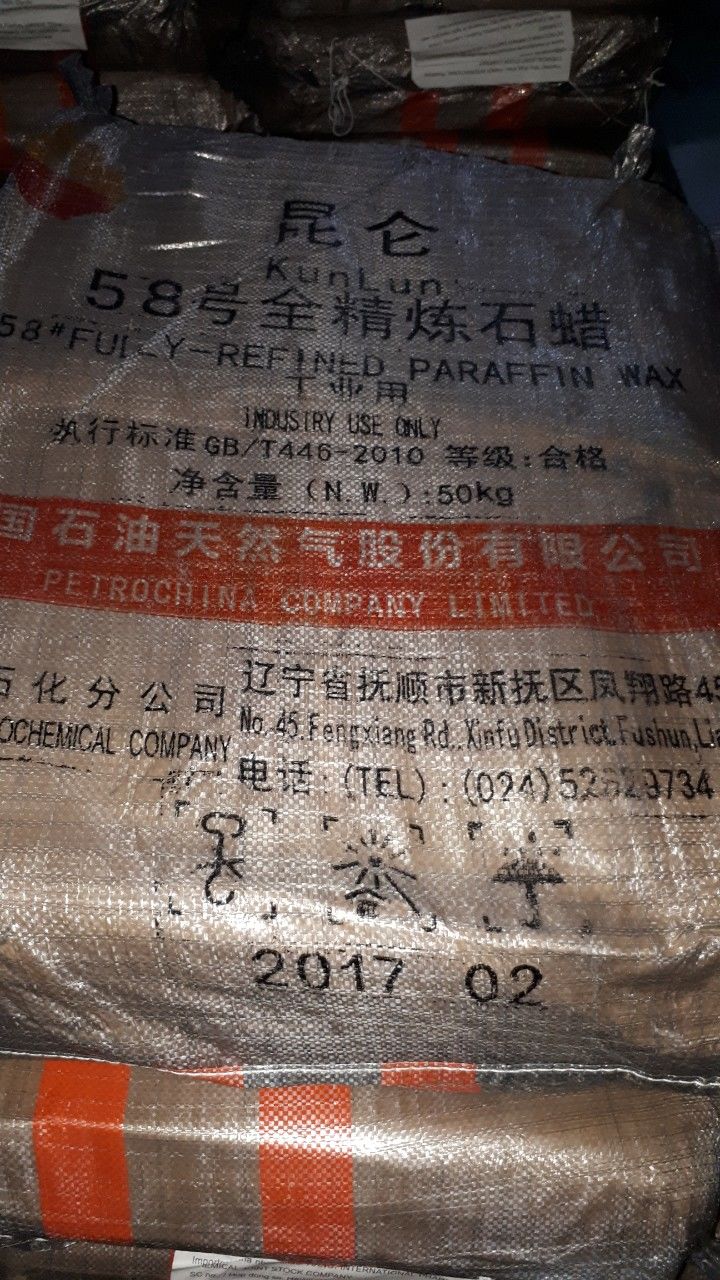 昆仑
KunLun
58号全精炼石蜡
58#FULLY-REFINED PARAFFIN WAX
工业用
INDUSTRY USE ONLY
执行标准GB/T446-2010 等级:合格
净含量 (N.W.):50kg
国石油天然气股份有限公司
PETROCHINA COMPANY LIMITED
石化分公司
OCHEMICAL COMPANY
辽宁省抚顺市新抚区凤翔路45
No.45.Fengxiang Rd., Xinfu District, Fushun, Lia
电话:(TEL):(024)
2017 02
INTERNATIONAL
STOCK COMPANY